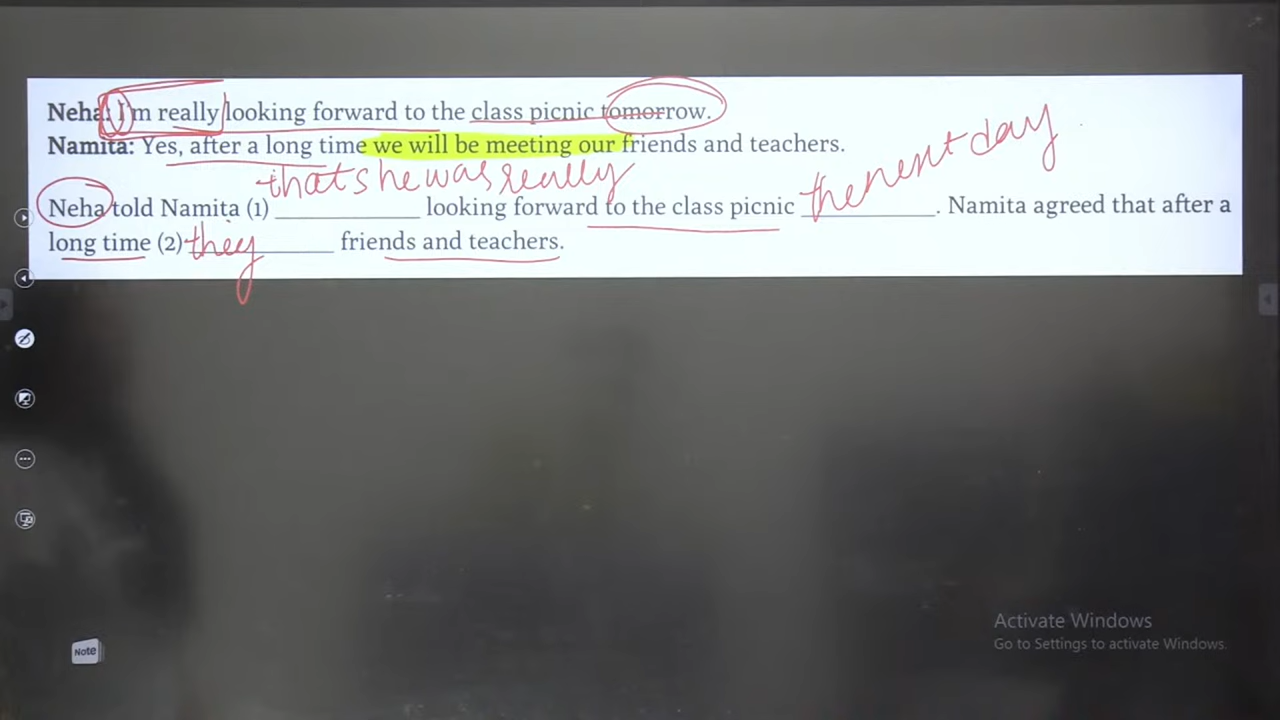 Neha: I'm really looking forward to the class picnic tomorrow.
Namita: Yes, after a long time we will be meeting our friends and teachers.
that she was really
the next day
Neha told Namita (1) ____________ looking forward to the class picnic ____________. Namita agreed that after a
long time (2) they ____________ friends and teachers.
Activate Windows
Go to Settings to activate Windows.
Note